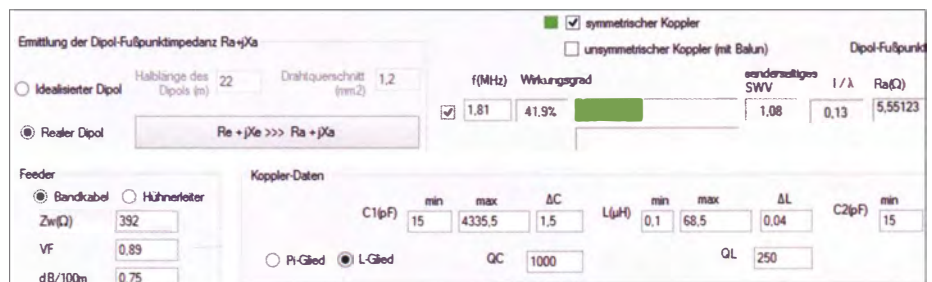 symmetrischer Koppler
Ermittlung der Dipol-Fußpunktimpedanz Ra+jXa
unsymmetrischer Koppler (mit Balun)
Dipol-Fußpunkt
Idealisierter Dipol
Halblänge des Dipols (m)
22
Drahtquerschnitt (mm2)
1,2
f(MHz)
Wirkungsgrad
senderseitiges SWV
l / λ
Ra(Ω)
1,81
41,9%
1,08
0,13
5,55123
Realer Dipol
Re + jXe >>> Ra + jXa
Feeder
Bandkabel
Hühnerleiter
Zw(Ω)
392
VF
0,89
dB/100m
0,75
Koppler-Daten
min max ΔC
C1(pF) 15 4335,5 1,5
min max ΔL
L(µH) 0,1 68,5 0,04
min
C2(pF) 15
Pi-Glied
L-Glied
QC 1000
QL 250